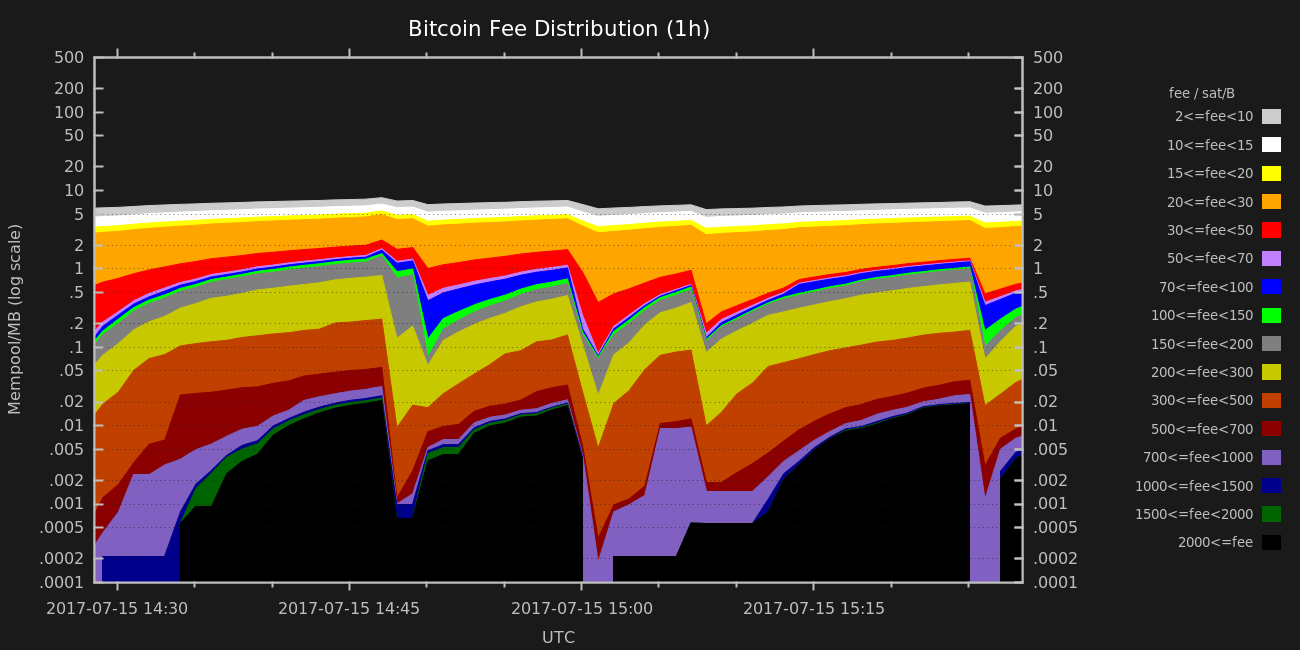 Bitcoin Fee Distribution (1h)
Mempool/MB (log scale)
500
200
100
50
20
10
5
2
1
.5
.2
.1
.05
.02
.01
.005
.002
.001
.0005
.0002
.0001
500
200
100
50
20
10
5
2
1
.5
.2
.1
.05
.02
.01
.005
.002
.001
.0005
.0002
.0001
2017-07-15 14:30
2017-07-15 14:45
2017-07-15 15:00
2017-07-15 15:15
UTC
fee / sat/B
2<=fee<10
10<=fee<15
15<=fee<20
20<=fee<30
30<=fee<50
50<=fee<70
70<=fee<100
100<=fee<150
150<=fee<200
200<=fee<300
300<=fee<500
500<=fee<700
700<=fee<1000
1000<=fee<1500
1500<=fee<2000
2000<=fee